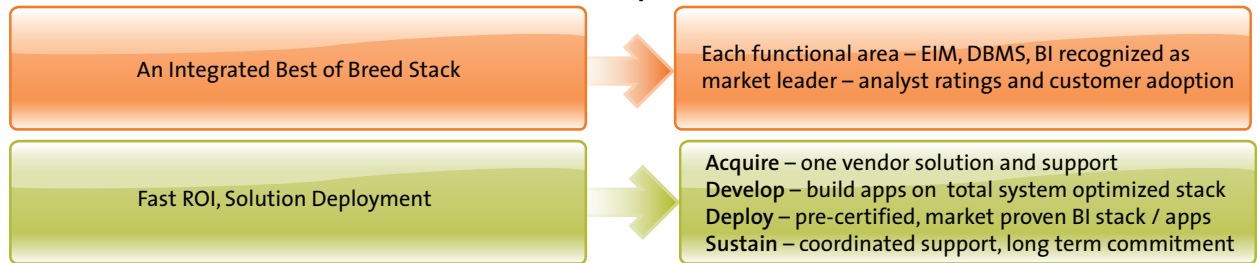 An Integrated Best of Breed Stack
Each functional area – EIM, DBMS, BI recognized as
market leader – analyst ratings and customer adoption
Fast ROI, Solution Deployment
Acquire – one vendor solution and support
Develop – build apps on total system optimized stack
Deploy – pre-certified, market proven BI stack / apps
Sustain – coordinated support, long term commitment